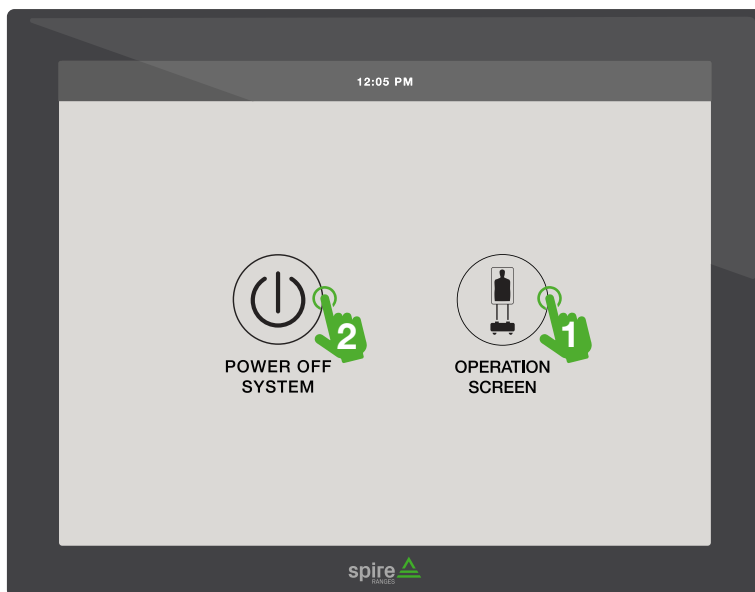 12:05 PM
2
1
POWER OFF
SYSTEM
OPERATION
SCREEN
spire
RANGES